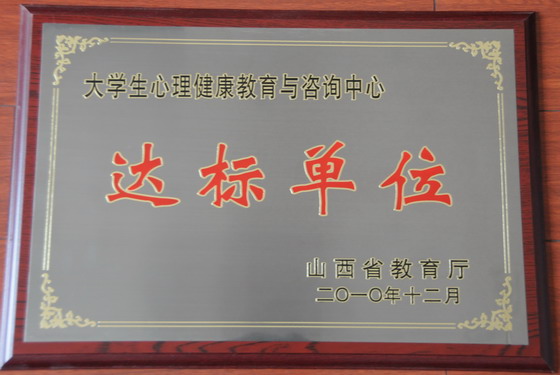 大学生心理健康教育与咨询中心
达标单位
山西省教育厅
二〇一〇年十二月